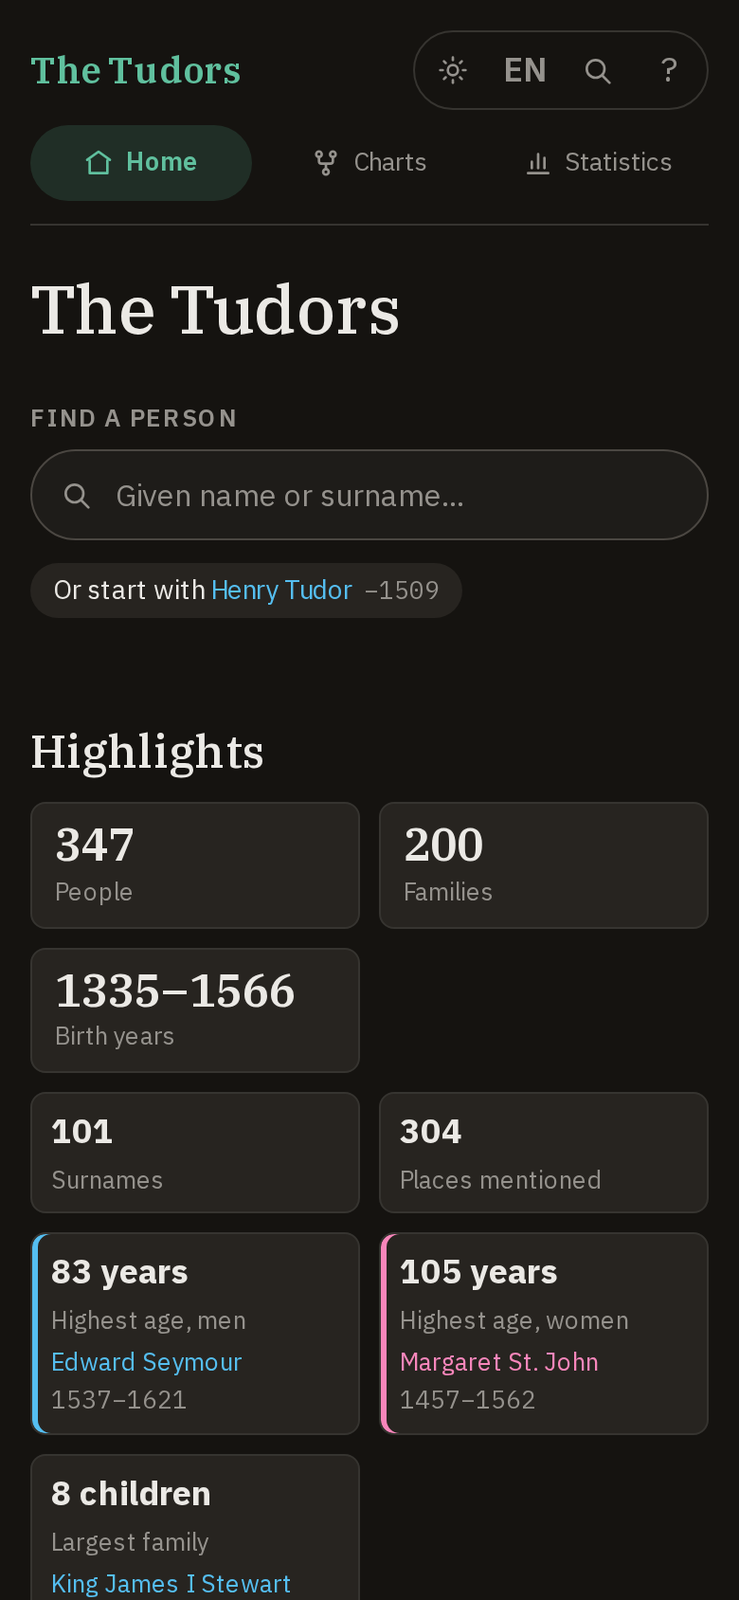 The Tudors
EN
?
Home
Charts
Statistics
The Tudors
FIND A PERSON
Given name or surname...
Or start with Henry Tudor –1509
Highlights
347
People
200
Families
1335–1566
Birth years
101
Surnames
304
Places mentioned
83 years
Highest age, men
Edward Seymour
1537–1621
105 years
Highest age, women
Margaret St. John
1457–1562
8 children
Largest family
King James I Stewart